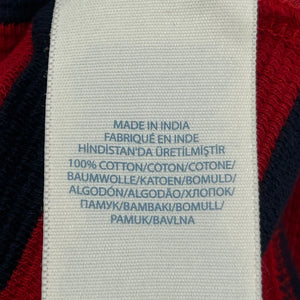 MADE IN INDIA
FABRIQUÉ EN INDE
HİNDİSTAN'DA ÜRETİLMİŞTİR
100% COTTON/COTON/COTONE/
BAUMWOLLE/KATOEN/BOMULD/
ALGODÓN/ALGODÃO/ХЛОПОК/
ПАМУК/BAMBAKI/BOMULL/
PAMUK/BAVLNA